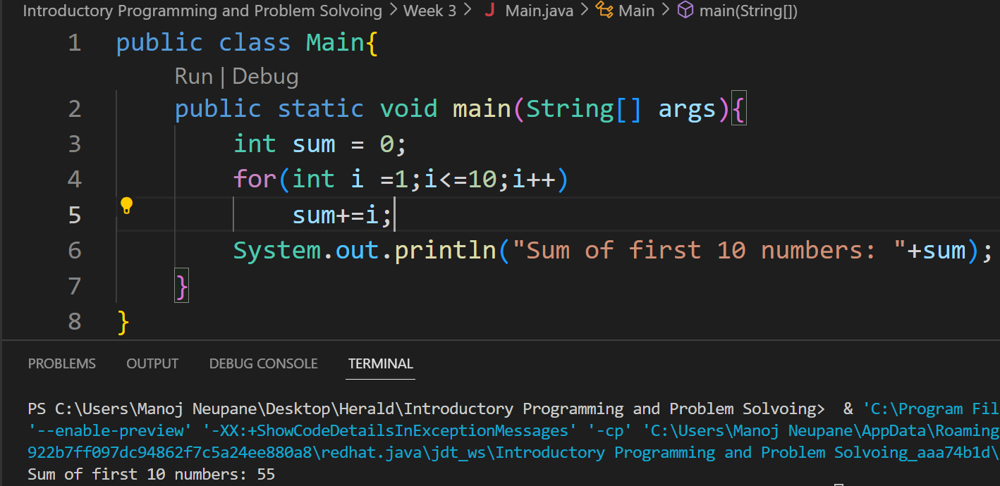 Introductory Programming and Problem Solvoing > Week 3 > J Main.java > Main > main(String[])
1 public class Main{
Run | Debug
2 public static void main(String[] args){
3 int sum = 0;
4 for(int i =1;i<=10;i++)
5 sum+=i;
6 System.out.println("Sum of first 10 numbers: "+sum);
7 }
8 }
PROBLEMS OUTPUT DEBUG CONSOLE TERMINAL
PS C:\Users\Manoj Neupane\Desktop\Herald\Introductory Programming and Problem Solvoing> & 'C:\Program Fil
'--enable-preview' '-XX:+ShowCodeDetailsInExceptionMessages' '-cp' 'C:\Users\Manoj Neupane\AppData\Roaming
922b7ff097dc94862f7c5a24ee880a8\redhat.java\jdt_ws\Introductory Programming and Problem Solvoing_aaa74b1d\
Sum of first 10 numbers: 55